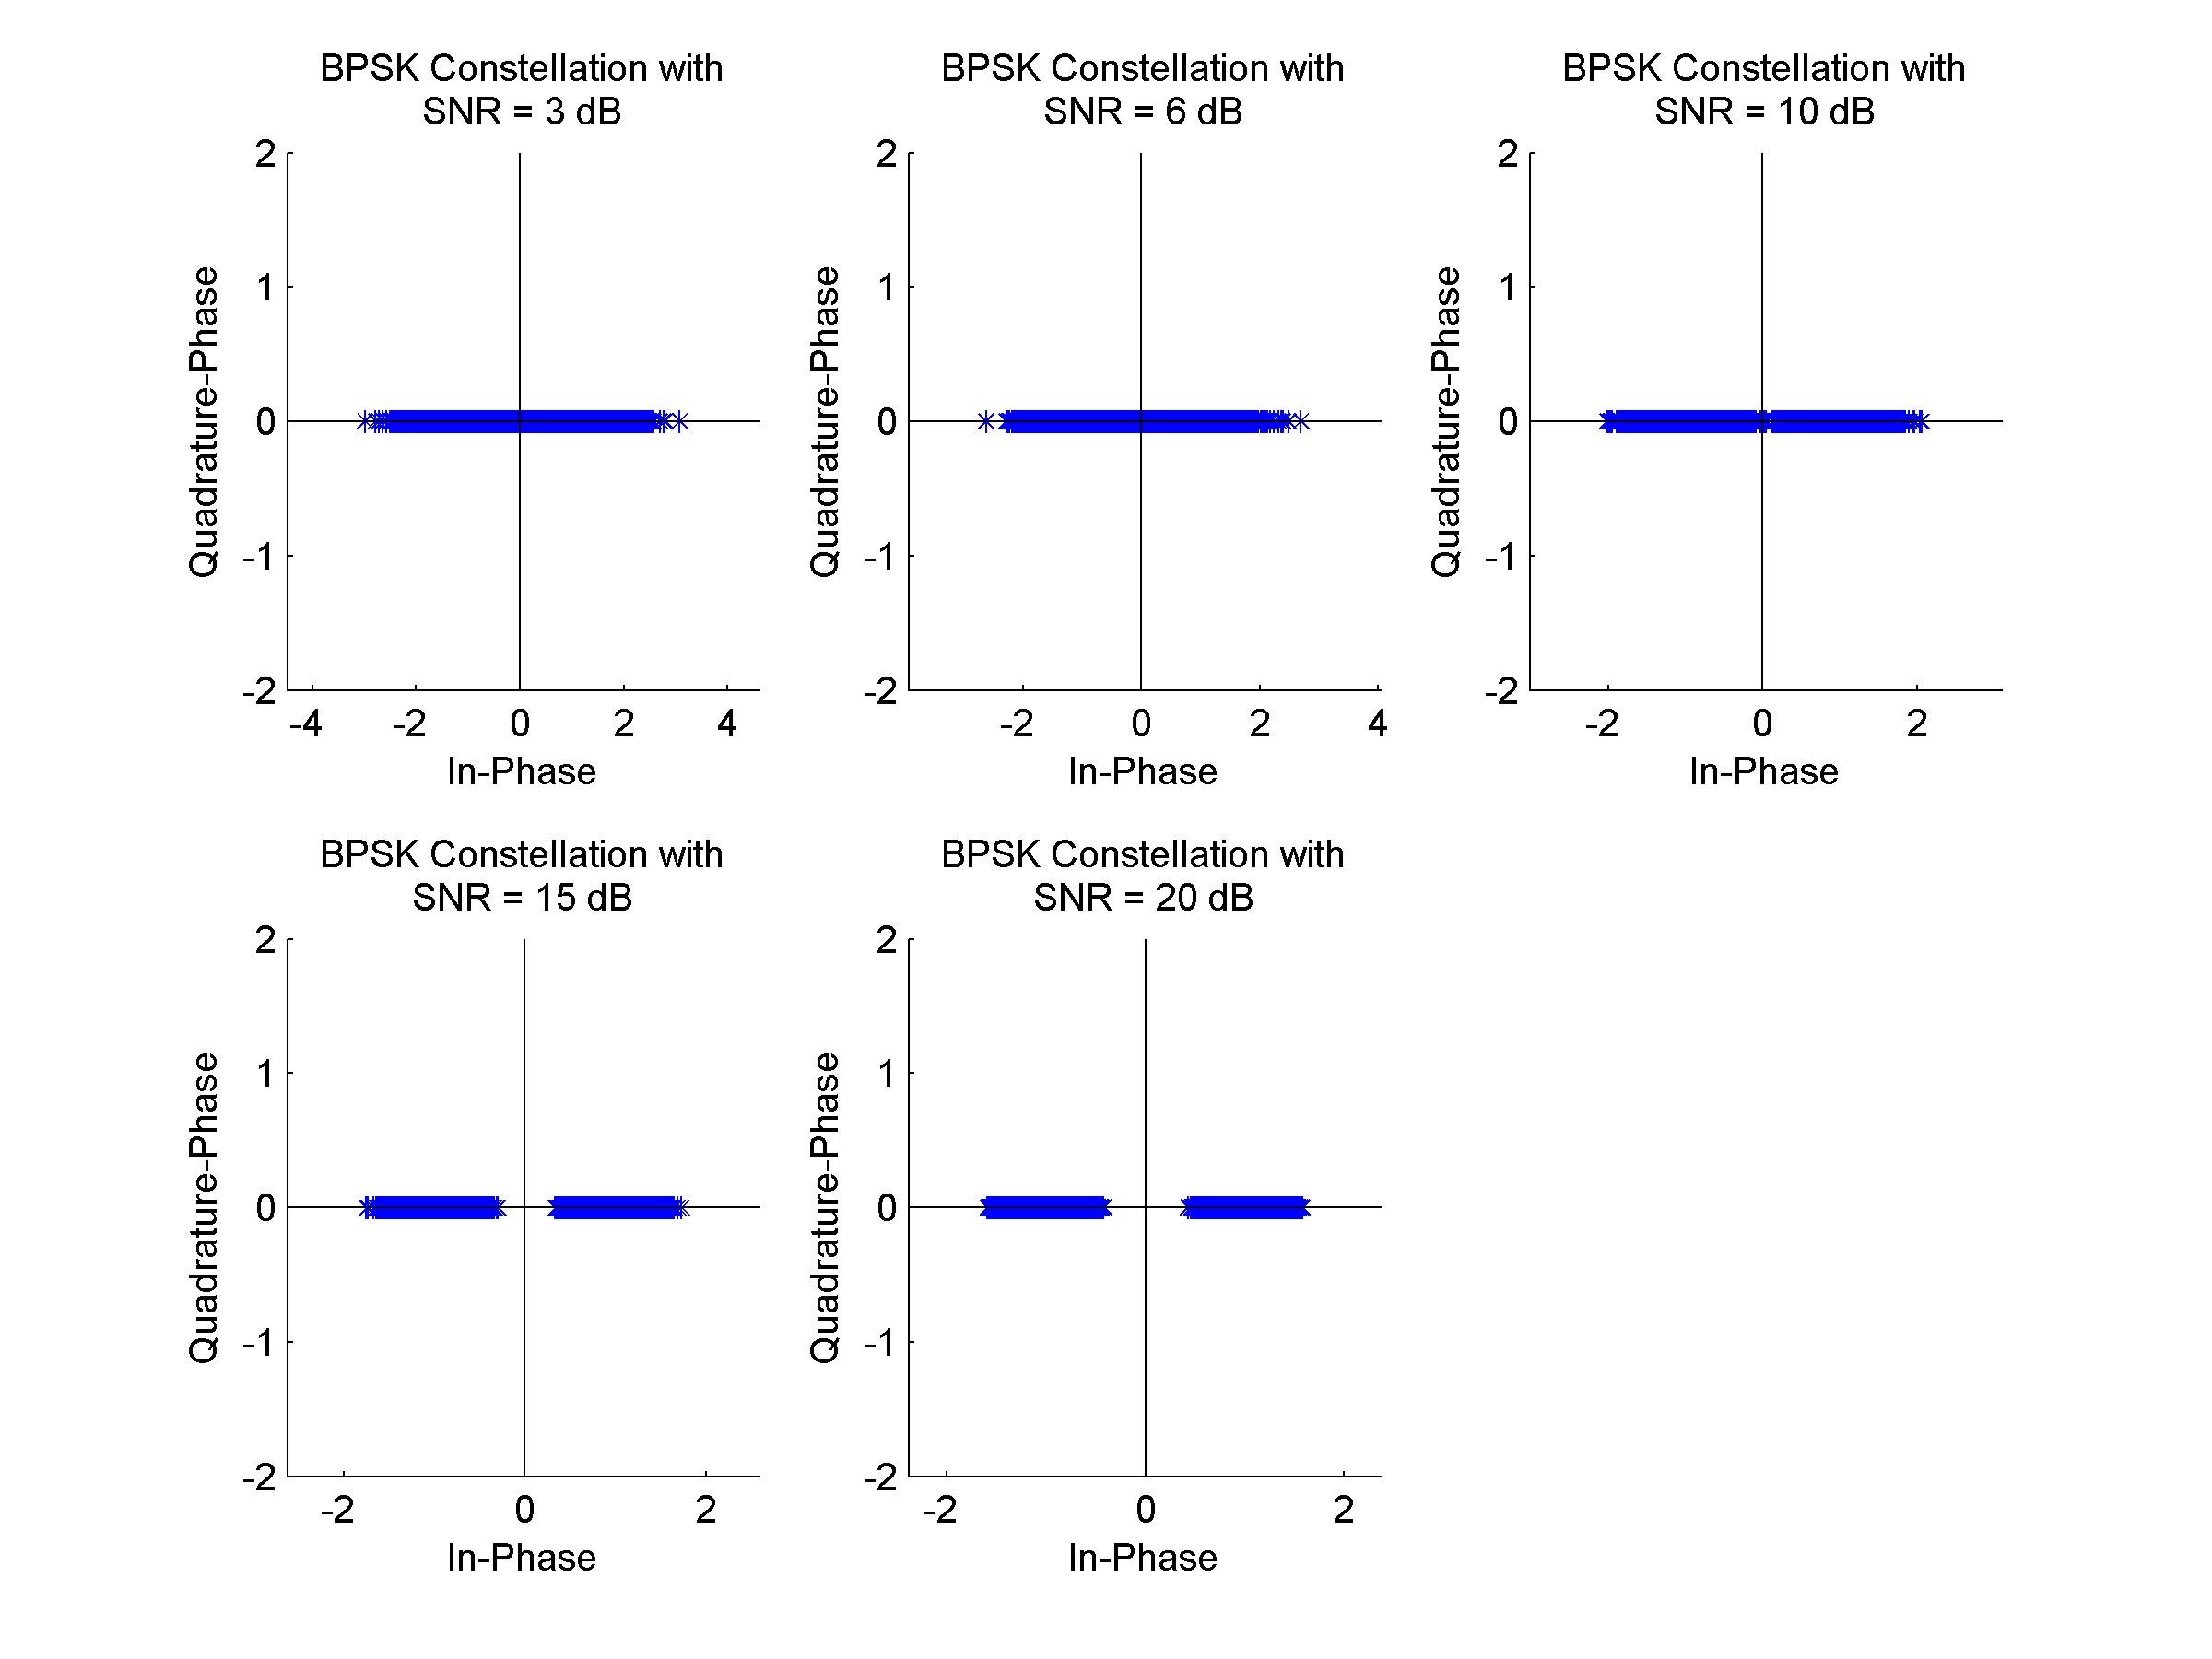 BPSK Constellation with
SNR = 3 dB
2
1
0
-1
-2
Quadrature-Phase
-4
-2
0
2
4
In-Phase
BPSK Constellation with
SNR = 6 dB
2
1
0
-1
-2
Quadrature-Phase
-2
0
2
4
In-Phase
BPSK Constellation with
SNR = 10 dB
2
1
0
-1
-2
Quadrature-Phase
-2
0
2
In-Phase
BPSK Constellation with
SNR = 15 dB
2
1
0
-1
-2
Quadrature-Phase
-2
0
2
In-Phase
BPSK Constellation with
SNR = 20 dB
2
1
0
-1
-2
Quadrature-Phase
-2
0
2
In-Phase